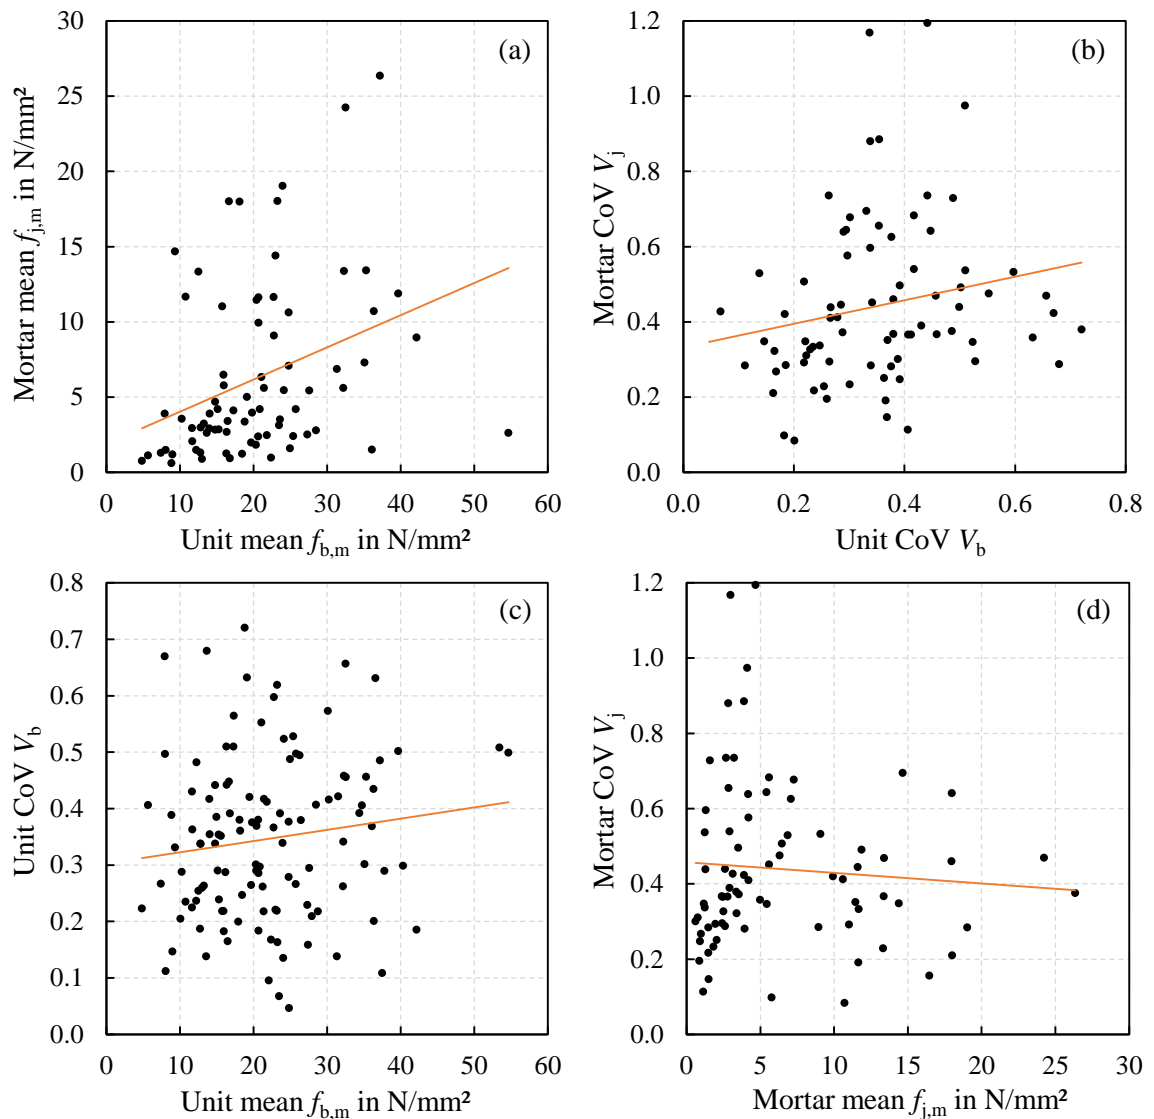 (a)
30
25
20
15
10
5
0
0 10 20 30 40 50 60
Mortar mean fj,m in N/mm²
Unit mean fb,m in N/mm²
(b)
1.2
1.0
0.8
0.6
0.4
0.2
0.0
0.0 0.2 0.4 0.6 0.8
Mortar CoV Vj
Unit CoV Vb
(c)
0.8
0.7
0.6
0.5
0.4
0.3
0.2
0.1
0.0
0 10 20 30 40 50 60
Unit CoV Vb
Unit mean fb,m in N/mm²
(d)
1.2
1.0
0.8
0.6
0.4
0.2
0.0
0 5 10 15 20 25 30
Mortar CoV Vj
Mortar mean fj,m in N/mm²